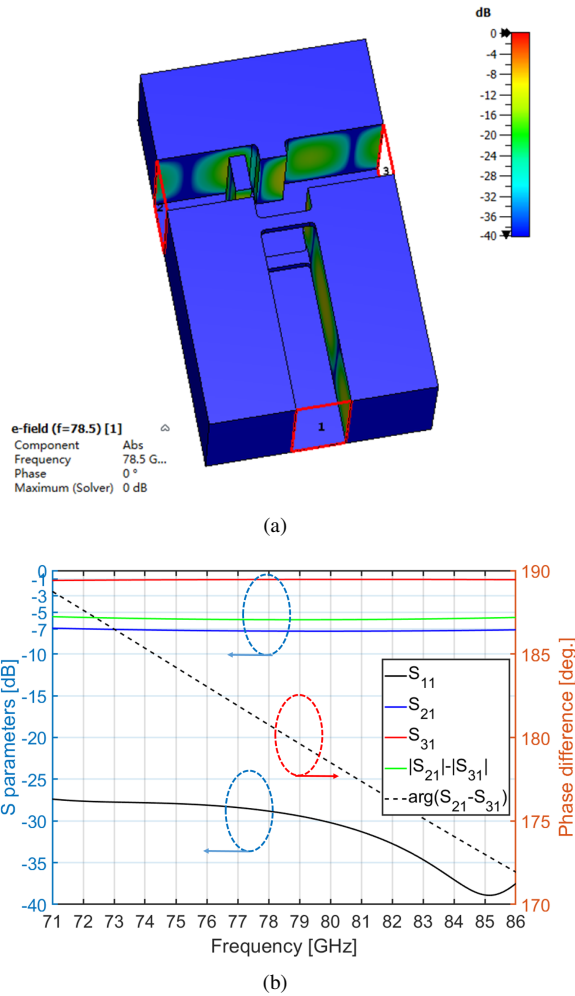 dB
0
-4
-8
-12
-16
-20
-24
-28
-32
-36
-40
2
3
1
e-field (f=78.5) [1]
Component Abs
Frequency 78.5 G...
Phase 0 °
Maximum (Solver) 0 dB
(a)
0
-1
-3
-5
-7
-10
-15
-20
-25
-30
-35
-40
S parameters [dB]
190
185
180
175
170
Phase difference [deg.]
S11
S21
S31
|S21|-|S31|
arg(S21-S31)
71 72 73 74 75 76 77 78 79 80 81 82 83 84 85 86
Frequency [GHz]
(b)